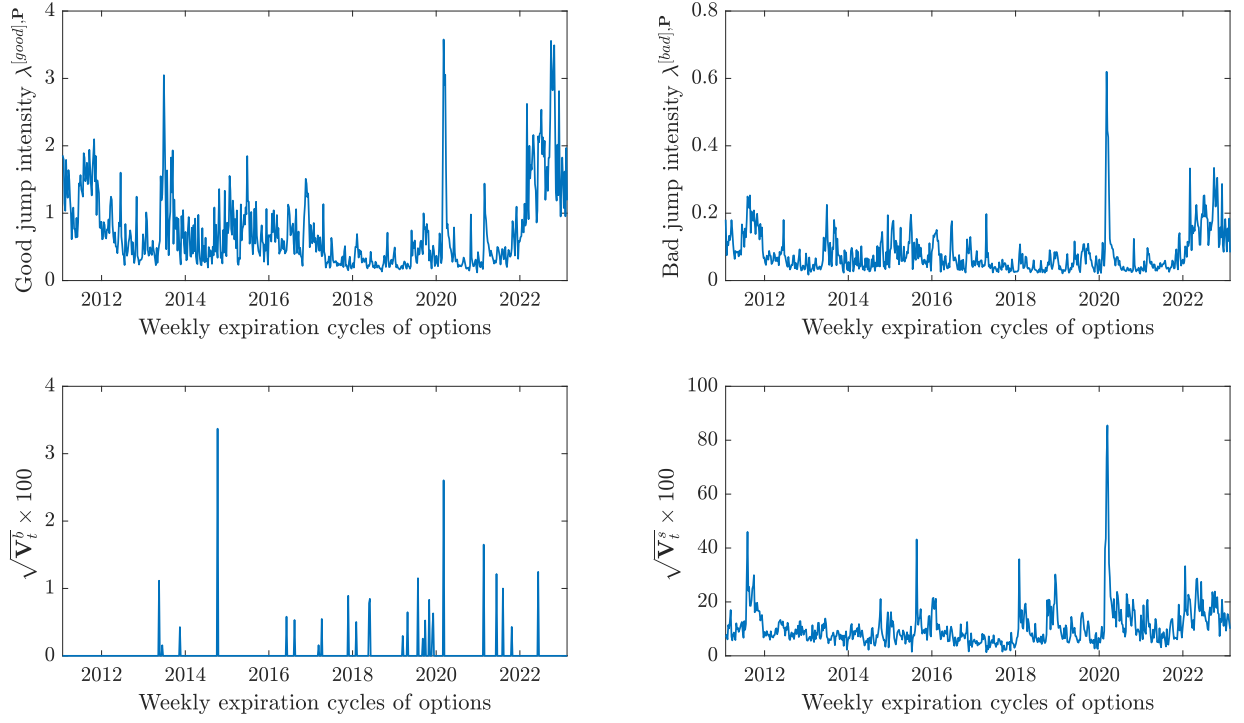 Good jump intensity λ^{[good],P}
4
3
2
1
0
2012 2014 2016 2018 2020 2022
Weekly expiration cycles of options
Bad jump intensity λ^{[bad],P}
0.8
0.6
0.4
0.2
0
2012 2014 2016 2018 2020 2022
Weekly expiration cycles of options
√V_t^b × 100
4
3
2
1
0
2012 2014 2016 2018 2020 2022
Weekly expiration cycles of options
√V_t^s × 100
100
80
60
40
20
0
2012 2014 2016 2018 2020 2022
Weekly expiration cycles of options